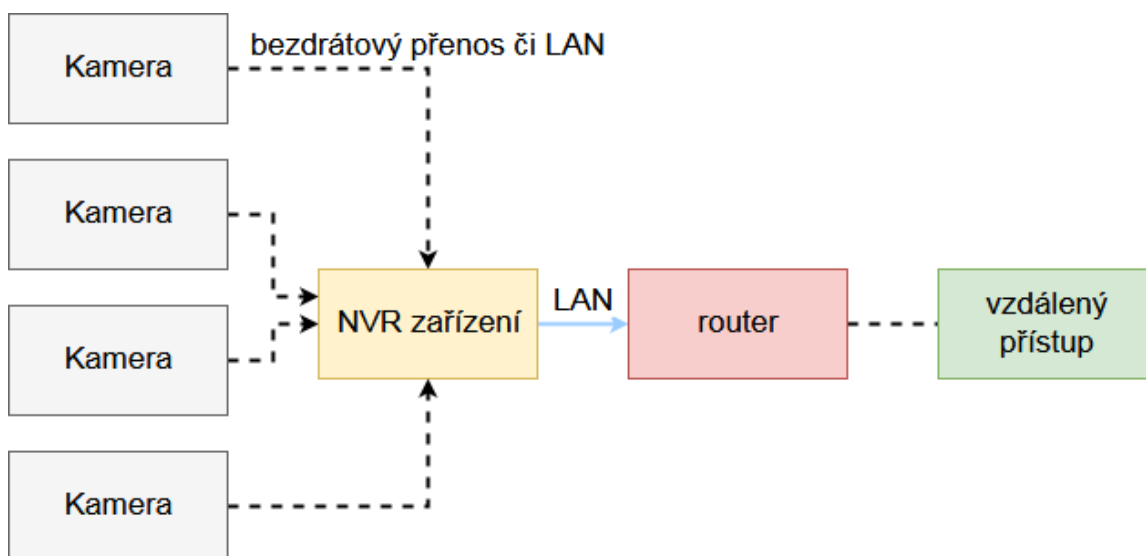 Kamera
bezdrátový přenos či LAN
Kamera
Kamera
Kamera
NVR zařízení
LAN
router
vzdálený
přístup